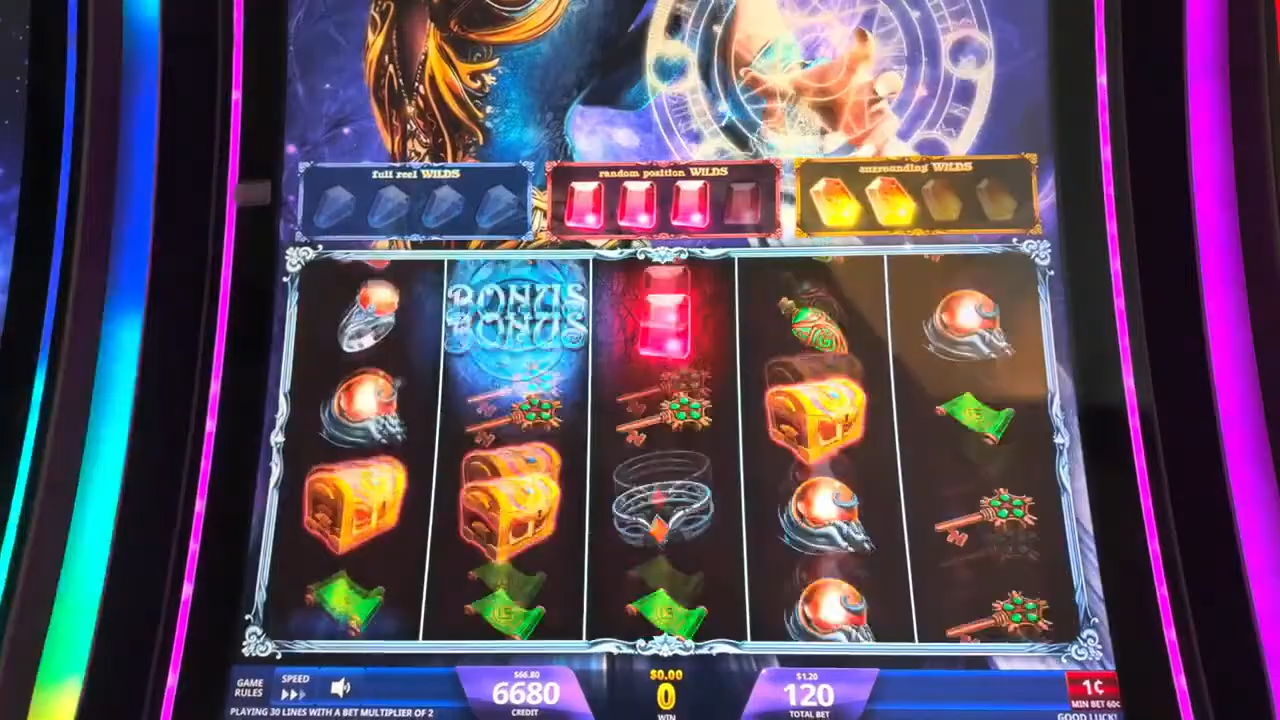 full reel WILDS
random position WILDS
surrounding WILDS
BONUS
BONUS
GAME RULES
SPEED
$66.80
6680
CREDIT
$0.00
0
WIN
$1.20
120
TOTAL BET
1¢
MIN BET 60¢
PLAYING 30 LINES WITH A BET MULTIPLIER OF 2
GOOD LUCK!